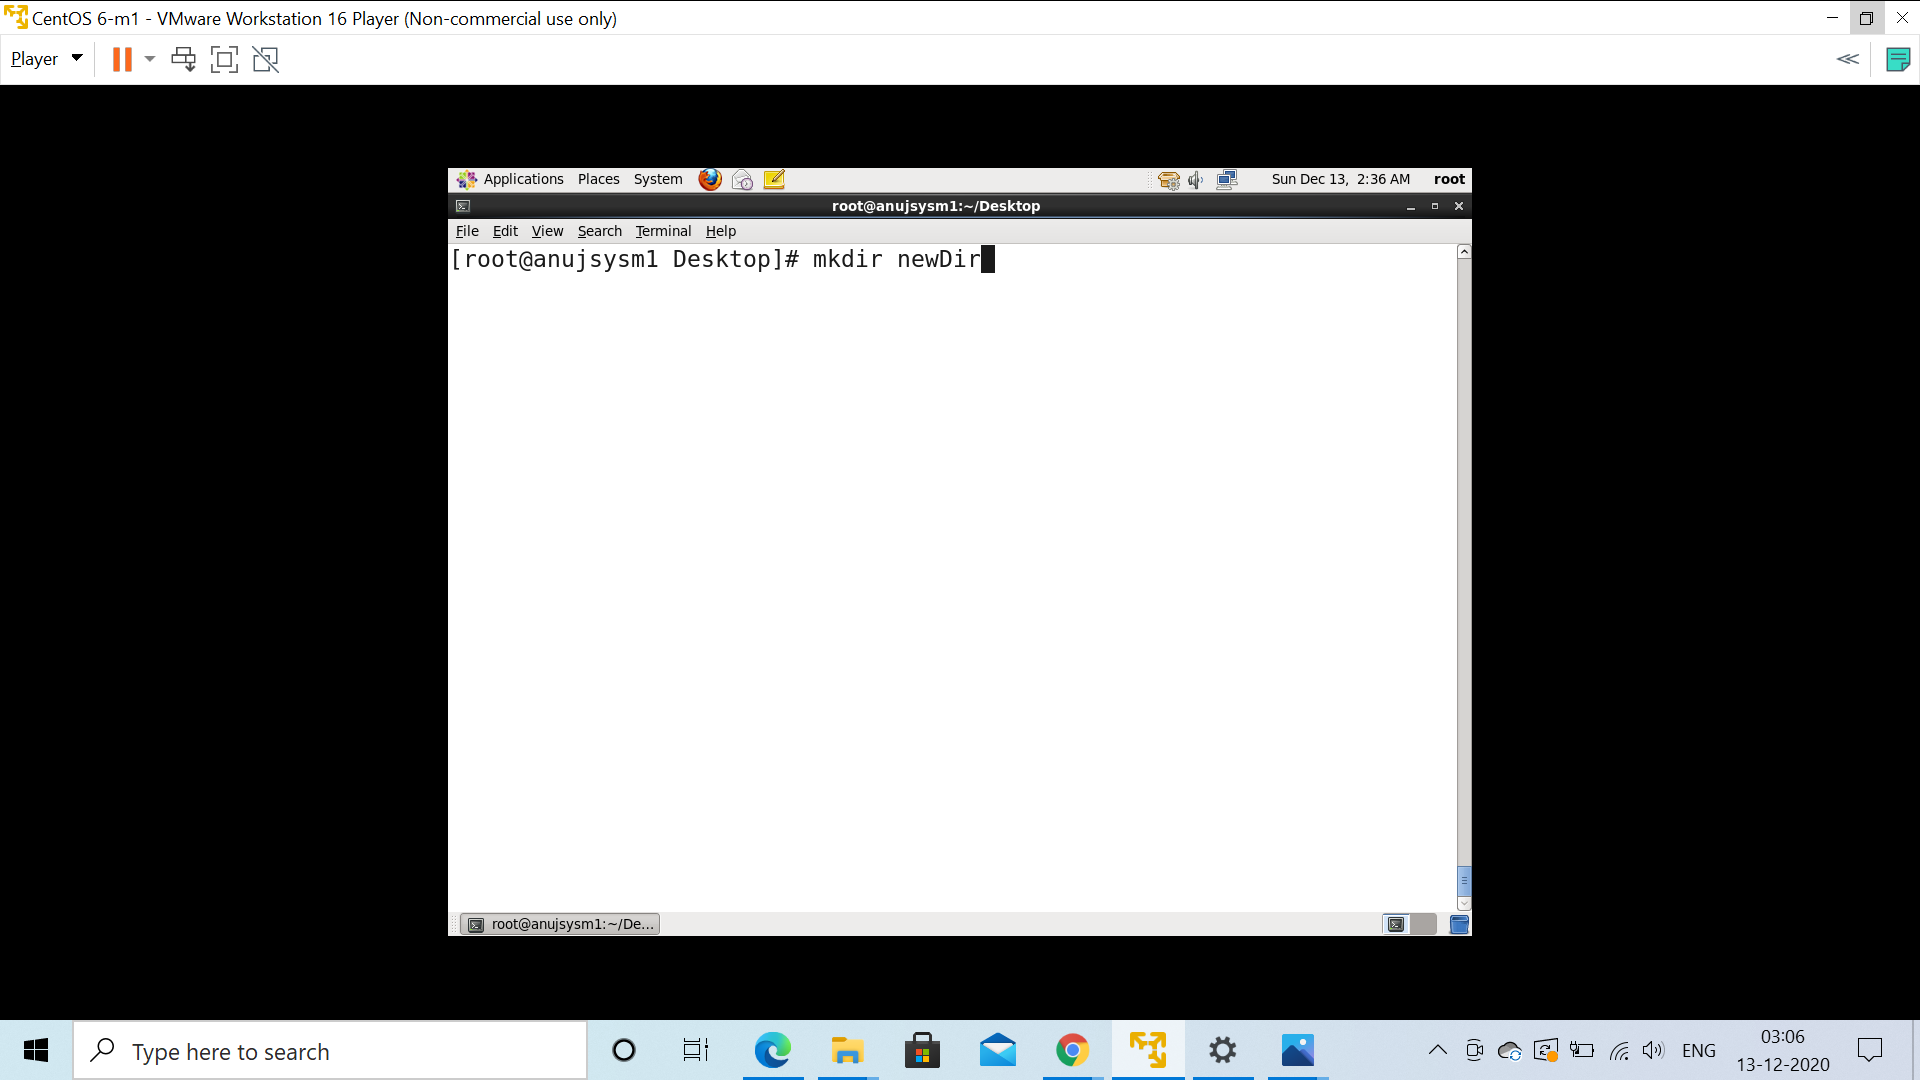 CentOS 6-m1 - VMware Workstation 16 Player (Non-commercial use only)
Player
Applications Places System Sun Dec 13, 2:36 AM root
root@anujsysm1:~/Desktop
File Edit View Search Terminal Help
[root@anujsysm1 Desktop]# mkdir newDir
root@anujsysm1:~/De...
Type here to search
ENG
03:06
13-12-2020